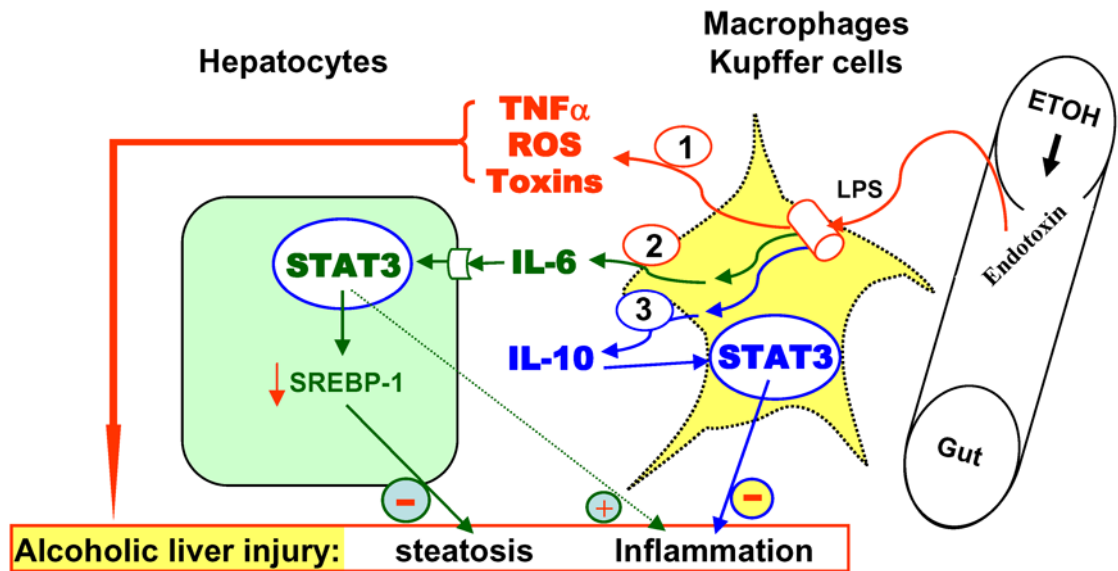 Hepatocytes
Macrophages
Kupffer cells
TNFα
ROS
Toxins
1
ETOH
LPS
Endotoxin
2
STAT3
IL-6
3
IL-10
STAT3
SREBP-1
Gut
-
+
-
Alcoholic liver injury: steatosis Inflammation